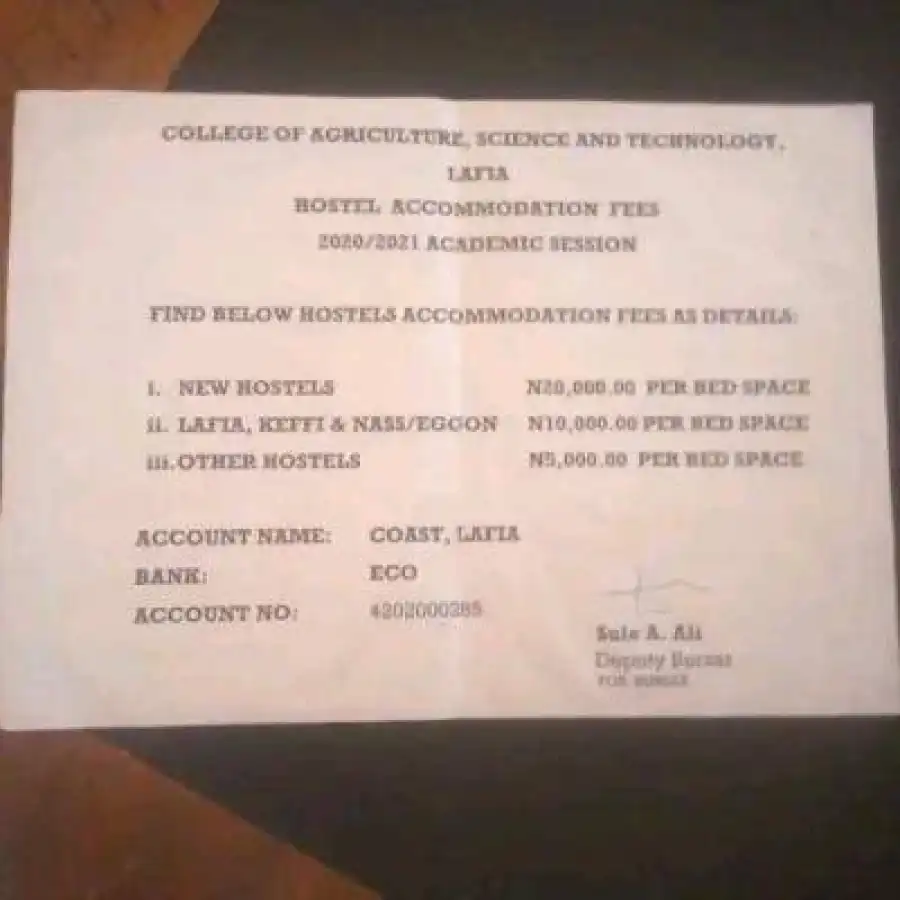 COLLEGE OF AGRICULTURE, SCIENCE AND TECHNOLOGY,
LAFIA
HOSTEL ACCOMMODATION FEES
2020/2021 ACADEMIC SESSION
FIND BELOW HOSTELS ACCOMMODATION FEES AS DETAILS:
i. NEW HOSTELS N20,000.00 PER BED SPACE
ii. LAFIA, KEFFI & NASS/EGGON N10,000.00 PER BED SPACE
iii. OTHER HOSTELS N5,000.00 PER BED SPACE
ACCOUNT NAME: COAST, LAFIA
BANK: ECO
ACCOUNT NO: 4202000285
Sule A. Ali
Deputy Bursar
FOR: BURSAR